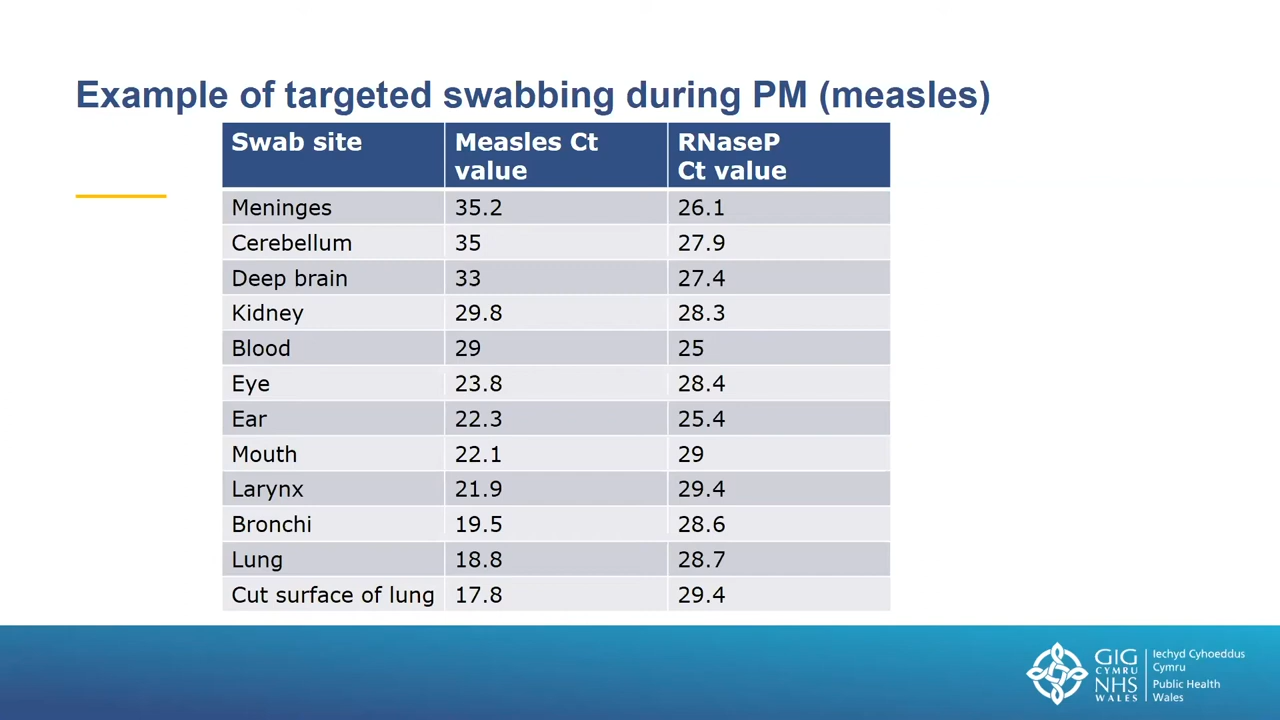 Example of targeted swabbing during PM (measles)
Swab site Measles Ct value RNaseP Ct value
Meninges 35.2 26.1
Cerebellum 35 27.9
Deep brain 33 27.4
Kidney 29.8 28.3
Blood 29 25
Eye 23.8 28.4
Ear 22.3 25.4
Mouth 22.1 29
Larynx 21.9 29.4
Bronchi 19.5 28.6
Lung 18.8 28.7
Cut surface of lung 17.8 29.4
GIG
CYMRU
NHS
WALES
Iechyd Cyhoeddus
Cymru
Public Health
Wales